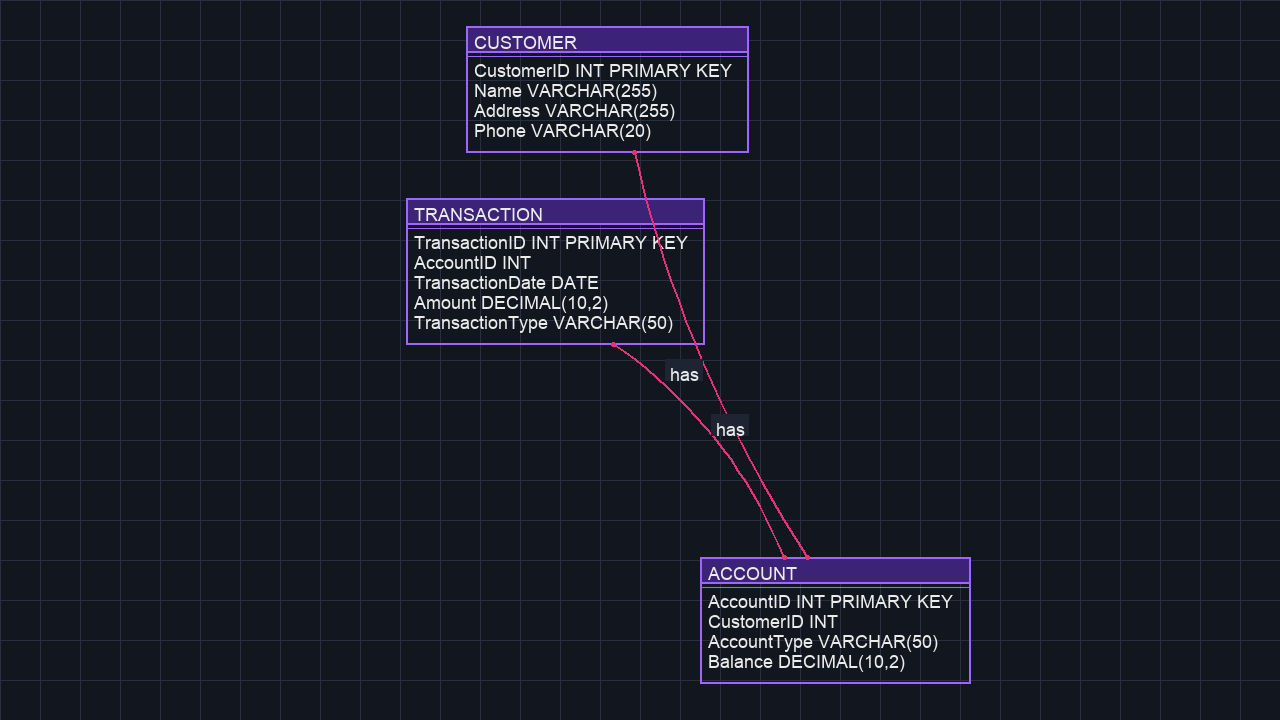 CUSTOMER
CustomerID INT PRIMARY KEY
Name VARCHAR(255)
Address VARCHAR(255)
Phone VARCHAR(20)
TRANSACTION
TransactionID INT PRIMARY KEY
AccountID INT
TransactionDate DATE
Amount DECIMAL(10,2)
TransactionType VARCHAR(50)
has
has
ACCOUNT
AccountID INT PRIMARY KEY
CustomerID INT
AccountType VARCHAR(50)
Balance DECIMAL(10,2)